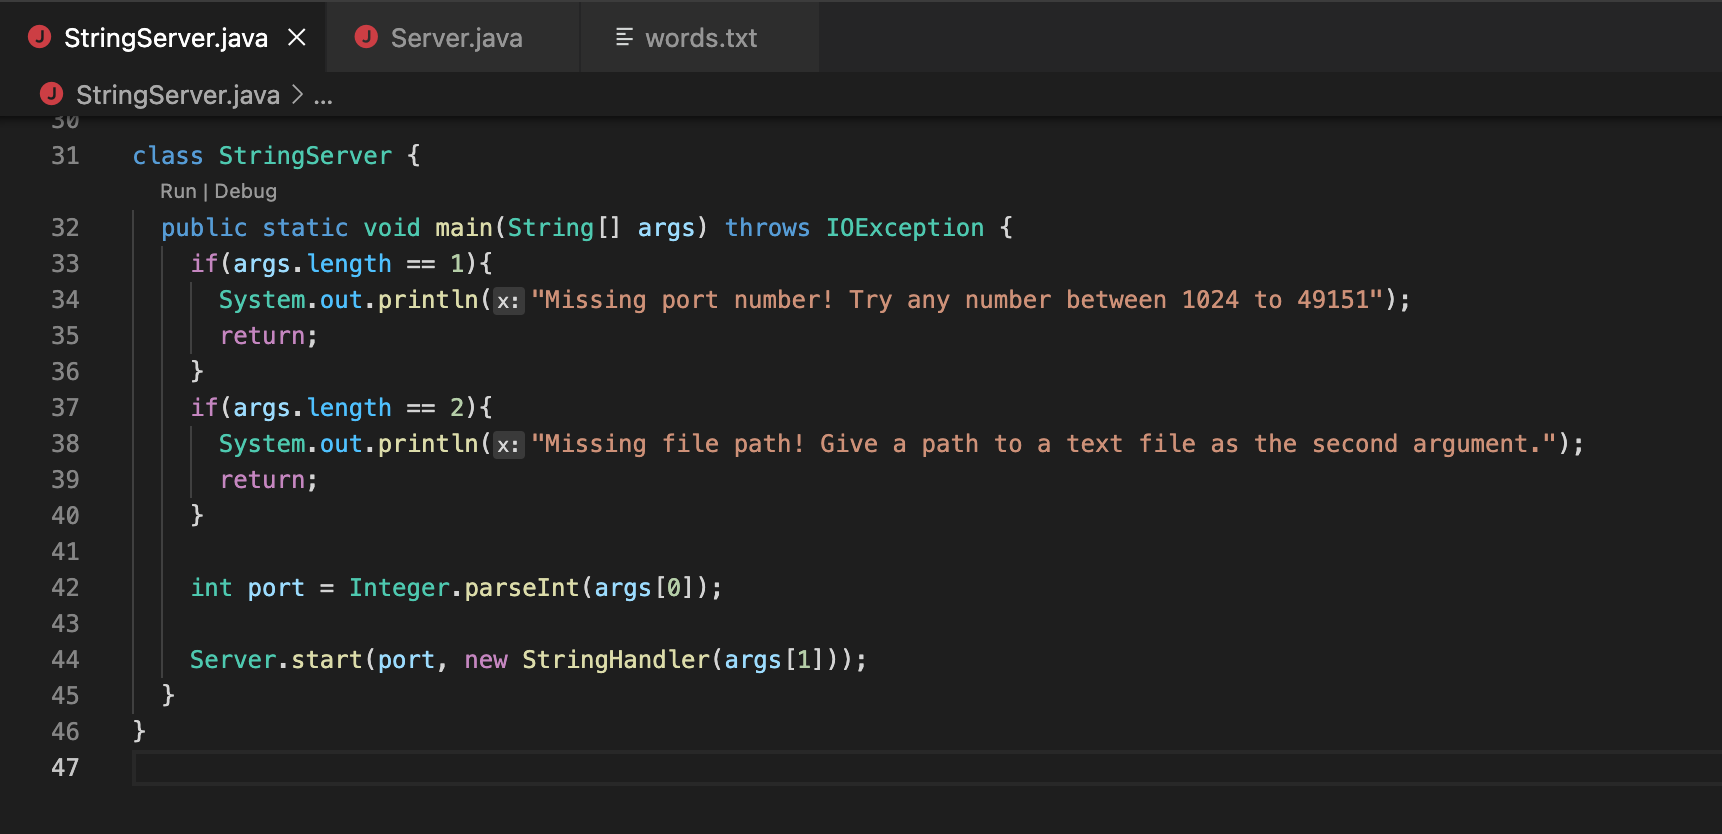 StringServer.java
Server.java
words.txt
StringServer.java > ...
30
31 class StringServer {
Run | Debug
32 public static void main(String[] args) throws IOException {
33 if(args.length == 1){
34 System.out.println(x: "Missing port number! Try any number between 1024 to 49151");
35 return;
36 }
37 if(args.length == 2){
38 System.out.println(x: "Missing file path! Give a path to a text file as the second argument.");
39 return;
40 }
41
42 int port = Integer.parseInt(args[0]);
43
44 Server.start(port, new StringHandler(args[1]));
45 }
46 }
47